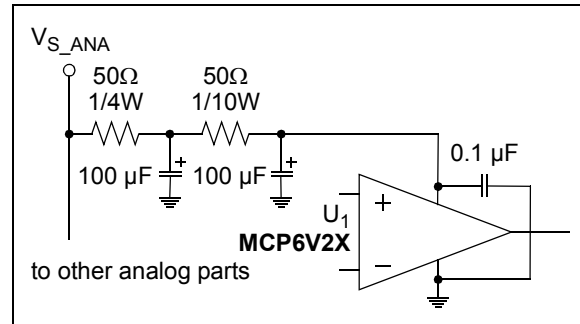 V_S_ANA
50Ω 50Ω
1/4W 1/10W
100 µF + 100 µF + 0.1 µF
U_1 +
MCP6V2X
−
to other analog parts